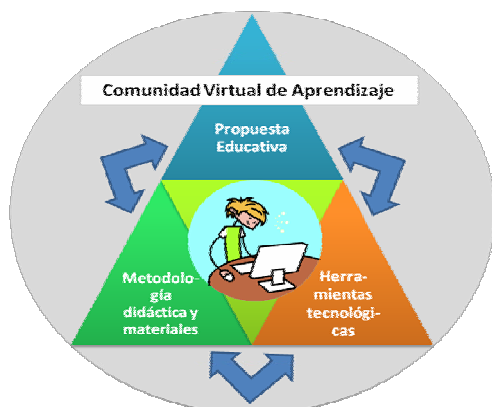 Comunidad Virtual de Aprendizaje
Propuesta
Educativa
Metodolo-
gía
didáctica y
materiales
Herra-
mientas
tecnológi-
cas